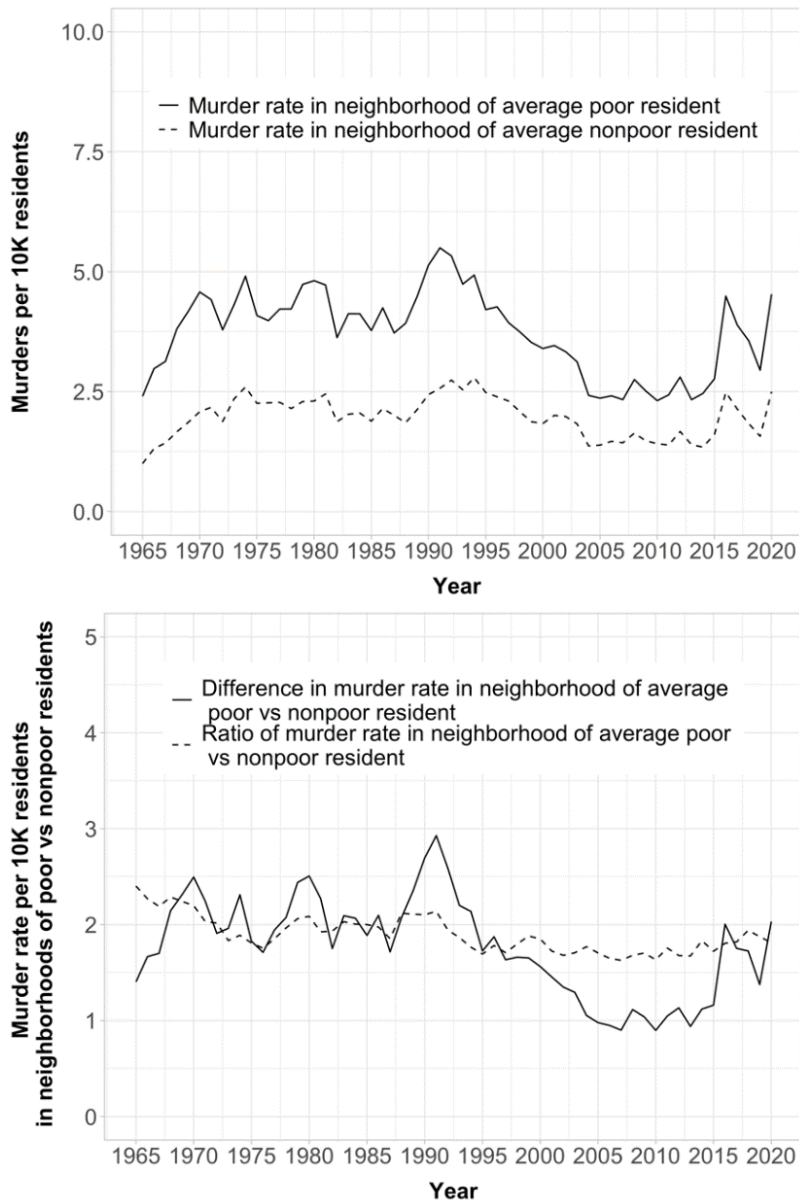 10.0
7.5
5.0
2.5
0.0
Murders per 10K residents
Murder rate in neighborhood of average poor resident
Murder rate in neighborhood of average nonpoor resident
1965 1970 1975 1980 1985 1990 1995 2000 2005 2010 2015 2020
Year
5
4
3
2
1
0
Murder rate per 10K residents
in neighborhoods of poor vs nonpoor residents
Difference in murder rate in neighborhood of average
poor vs nonpoor resident
Ratio of murder rate in neighborhood of average poor
vs nonpoor resident
1965 1970 1975 1980 1985 1990 1995 2000 2005 2010 2015 2020
Year